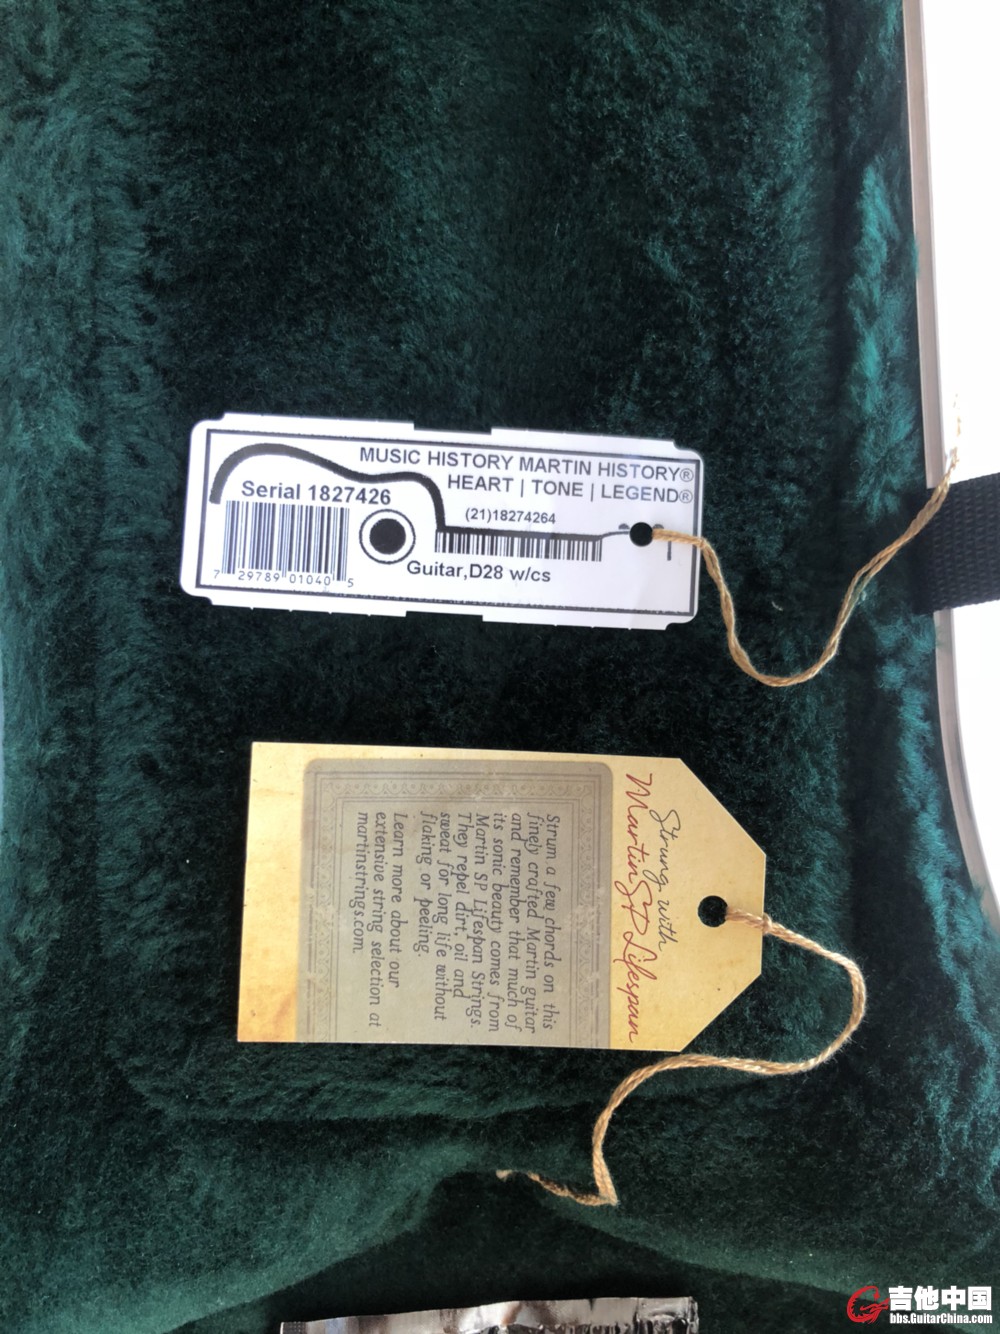 MUSIC HISTORY MARTIN HISTORY®
HEART | TONE | LEGEND®
Serial 1827426
(21)18274264
7 29789 01040 5
Guitar,D28 w/cs
Strung with
Martin SP Lifespan
Strum a few chords on this
finely crafted Martin guitar
and remember that much of
its sonic beauty comes from
Martin SP Lifespan Strings.
They repel dirt, oil and
sweat for long life without
flaking or peeling.
Learn more about our
extensive string selection at
martinstrings.com.
吉他中国
bbs.GuitarChina.com